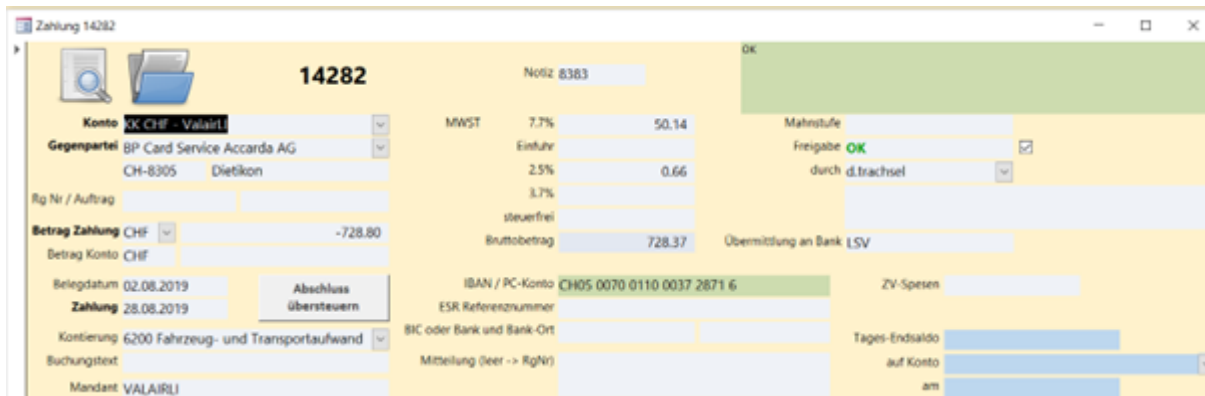 Zahlung 14282
OK
14282
Notiz 8383
Konto KK CHF - ValairLI
MWST 7.7% 50.14
Mahnstufe
Gegenpartei BP Card Service Accarda AG
Einfuhr
Freigabe OK
CH-8305 Dietikon
2.5% 0.66
durch d.trachsel
Rg Nr / Auftrag
3.7%
steuerfrei
Betrag Zahlung CHF -728.80
Bruttobetrag 728.37
Übermittlung an Bank LSV
Betrag Konto CHF
Belegdatum 02.08.2019
Abschluss
übersteuern
IBAN / PC-Konto CH05 0070 0110 0037 2871 6
ZV-Spesen
Zahlung 28.08.2019
ESR Referenznummer
Kontierung 6200 Fahrzeug- und Transportaufwand
BIC oder Bank und Bank-Ort
Tages-Endsaldo
Buchungstext
Mitteilung (leer -> RgNr)
auf Konto
Mandant VALAIRLI
am